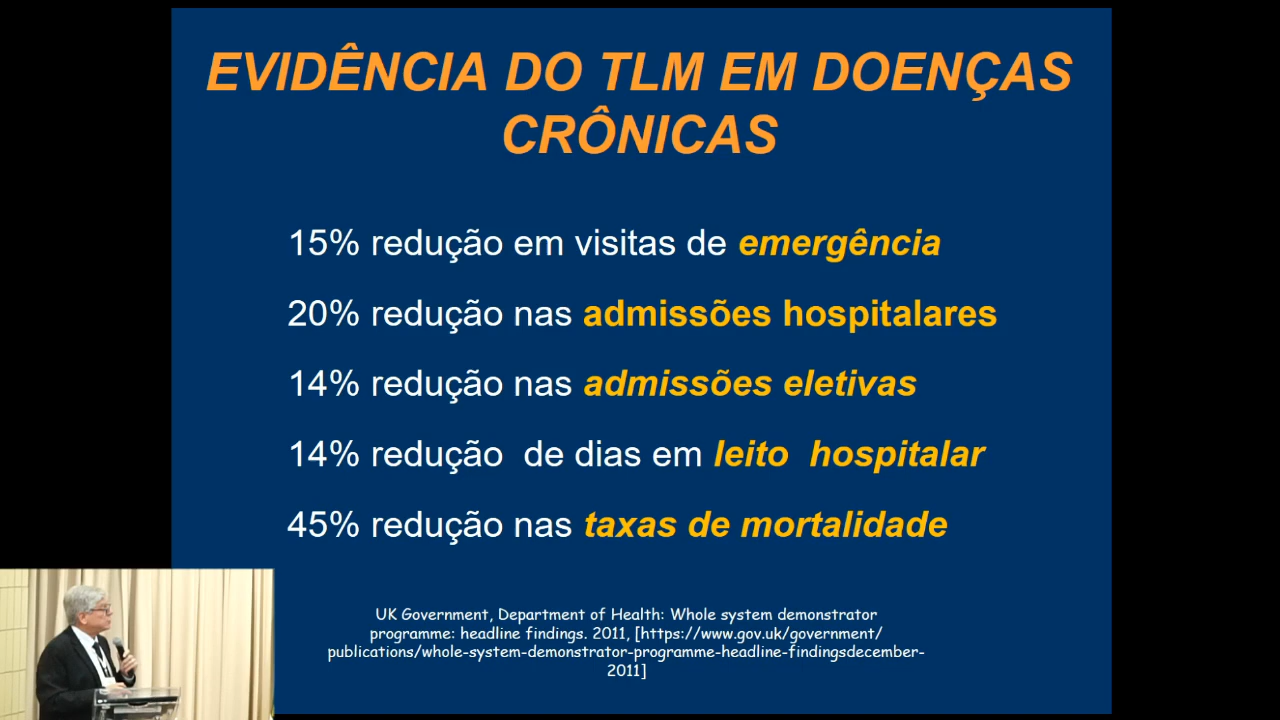 EVIDÊNCIA DO TLM EM DOENÇAS
CRÔNICAS
15% redução em visitas de emergência
20% redução nas admissões hospitalares
14% redução nas admissões eletivas
14% redução de dias em leito hospitalar
45% redução nas taxas de mortalidade
UK Government, Department of Health: Whole system demonstrator
programme: headline findings. 2011, [https://www.gov.uk/government/
publications/whole-system-demonstrator-programme-headline-findingsdecember-
2011]